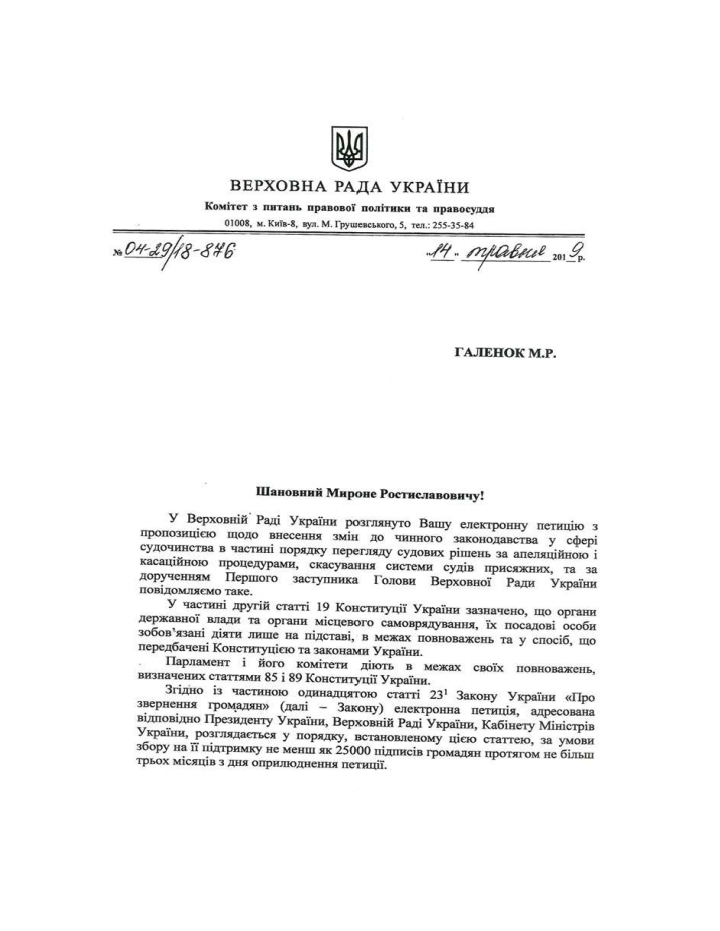 ВЕРХОВНА РАДА УКРАЇНИ
Комітет з питань правової політики та правосуддя
01008, м. Київ-8, вул. М. Грушевського, 5, тел.: 255-35-84
№ 04-29/18-876 "14" травня 2019 р.
ГАЛЕНОК М.Р.
Шановний Мироне Ростиславовичу!
У Верховній Раді України розглянуто Вашу електронну петицію з
пропозицією щодо внесення змін до чинного законодавства у сфері
судочинства в частині порядку перегляду судових рішень за апеляційною і
касаційною процедурами, скасування системи судів присяжних, та за
дорученням Першого заступника Голови Верховної Ради України
повідомляємо таке.
У частині другій статті 19 Конституції України зазначено, що органи
державної влади та органи місцевого самоврядування, їх посадові особи
зобов’язані діяти лише на підставі, в межах повноважень та у спосіб, що
передбачені Конституцією та законами України.
Парламент і його комітети діють в межах своїх повноважень,
визначених статтями 85 і 89 Конституції України.
Згідно із частиною одинадцятою статті 23¹ Закону України «Про
звернення громадян» (далі – Закону) електронна петиція, адресована
відповідно Президенту України, Верховній Раді України, Кабінету Міністрів
України, розглядається у порядку, встановленому цією статтею, за умови
збору на її підтримку не менш як 25000 підписів громадян протягом не більш
трьох місяців з дня оприлюднення петиції.